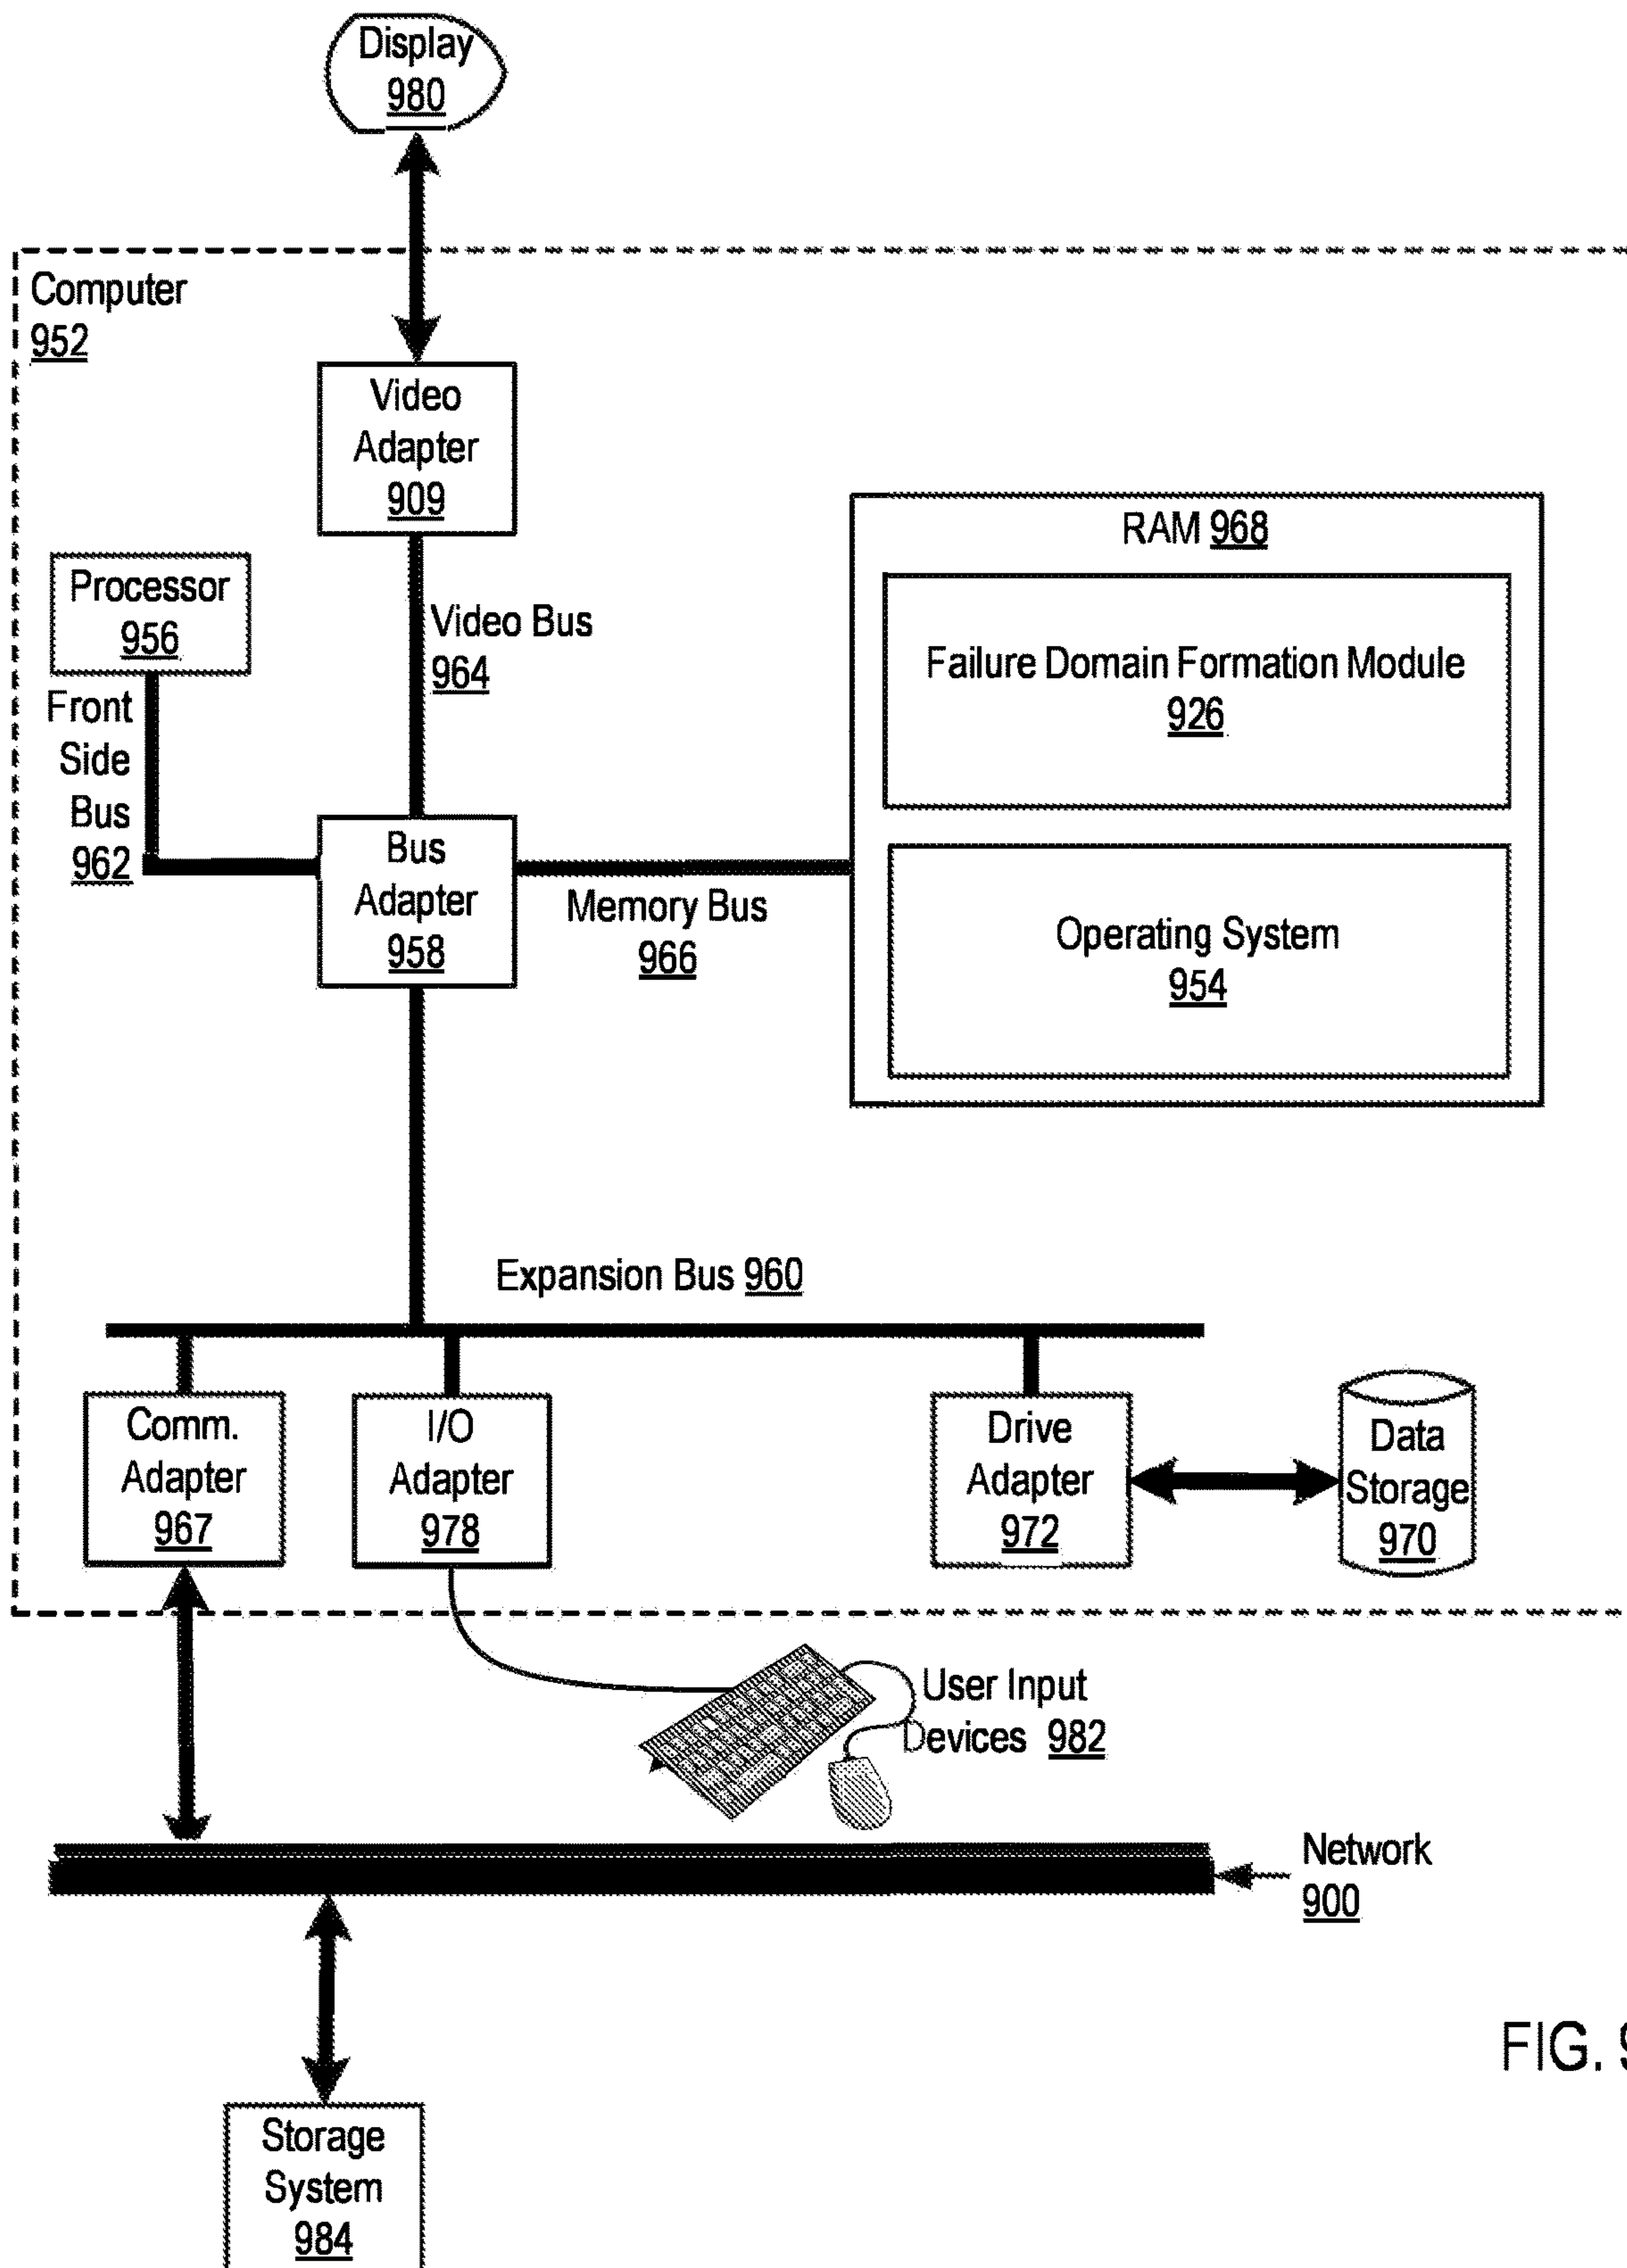 Display
980
Computer
952
Video
Adapter
909
RAM 968
Processor
956
Video Bus
964
Failure Domain Formation Module
926
Front
Side
Bus
962
Bus
Adapter
958
Memory Bus
966
Operating System
954
Expansion Bus 960
Comm.
Adapter
967
I/O
Adapter
978
Drive
Adapter
972
Data
Storage
970
User Input
Devices 982
Network
900
FIG. 9
Storage
System
984